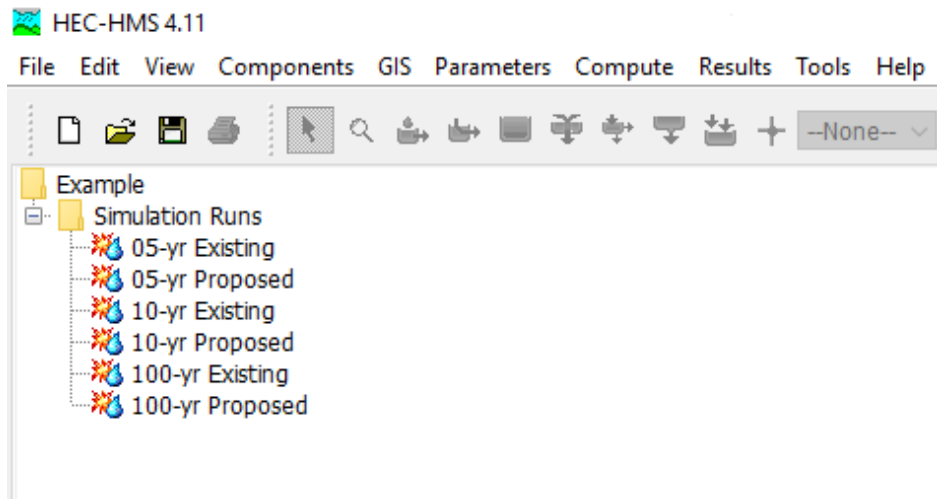 HEC-HMS 4.11
File Edit View Components GIS Parameters Compute Results Tools Help
--None--
Example
Simulation Runs
05-yr Existing
05-yr Proposed
10-yr Existing
10-yr Proposed
100-yr Existing
100-yr Proposed